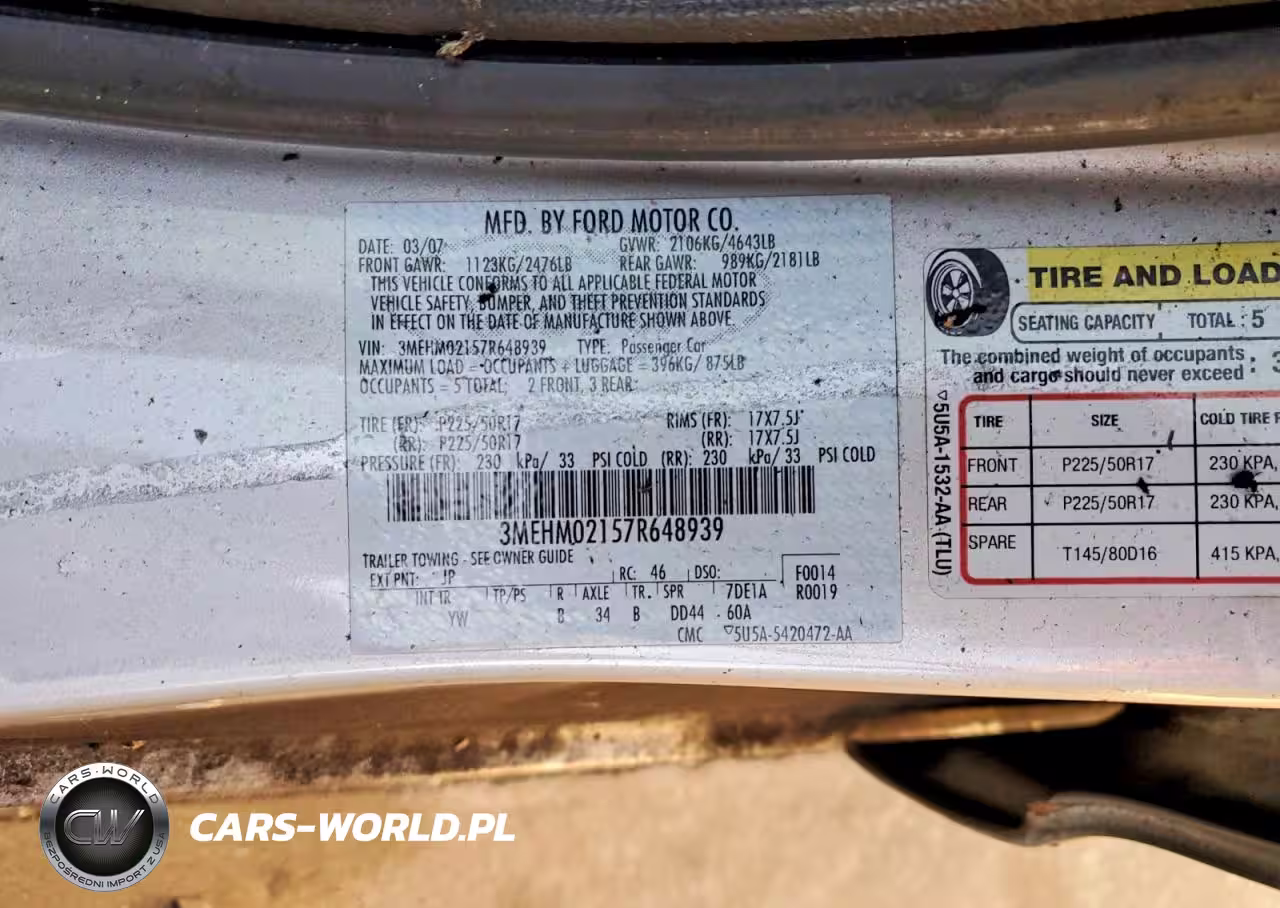 MFD. BY FORD MOTOR CO.
DATE: 03/07 GVWR: 2106KG/4643LB
FRONT GAWR: 1123KG/2476LB REAR GAWR: 989KG/2181LB
THIS VEHICLE CONFORMS TO ALL APPLICABLE FEDERAL MOTOR
VEHICLE SAFETY, BUMPER, AND THEFT PREVENTION STANDARDS
IN EFFECT ON THE DATE OF MANUFACTURE SHOWN ABOVE
VIN: 3MEHM02157R648939 TYPE: Passenger Car
MAXIMUM LOAD = OCCUPANTS + LUGGAGE = 396KG/ 875LB
OCCUPANTS = 5 TOTAL: 2 FRONT, 3 REAR:
TIRE (FR): P225/50R17 RIMS (FR): 17X7.5J
(RR): P225/50R17 (RR): 17X7.5J
PRESSURE (FR): 230 kPa/ 33 PSI COLD (RR): 230 kPa/ 33 PSI COLD
3MEHM02157R648939
TRAILER TOWING - SEE OWNER GUIDE
EXT PNT: JP RC: 46 DSO: F0014
INT TR TP/PS R AXLE TR. SPR 7DE1A R0019
YW B 34 B DD44 60A
CMC ▽5U5A-5420472-AA
TIRE AND LOAD
SEATING CAPACITY TOTAL : 5
The combined weight of occupants :
and cargo should never exceed :
▽5U5A-1532-AA (TLU)
TIRE SIZE COLD TIRE
FRONT P225/50R17 230 KPA,
REAR P225/50R17 230 KPA,
SPARE T145/80D16 415 KPA,
CARS-WORLD
CW
BEZPOŚREDNI IMPORT Z USA
CARS-WORLD.PL